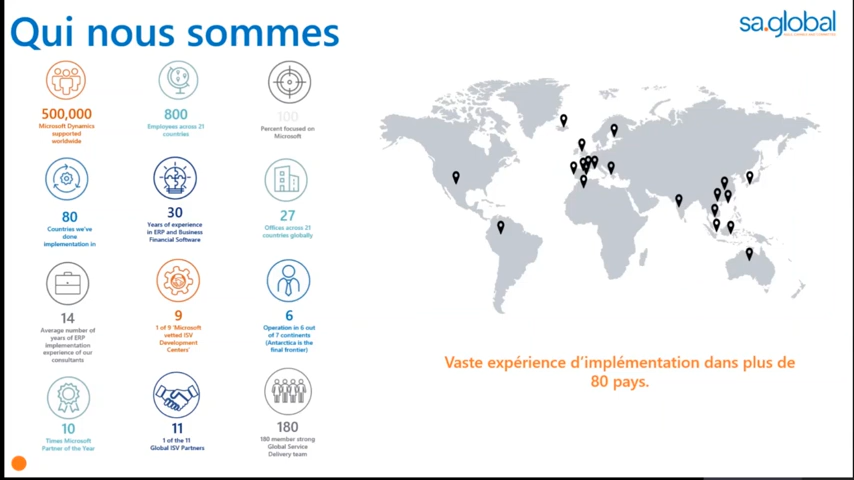 Qui nous sommes
sa.global
500,000
Microsoft Dynamics
supported
worldwide
800
Employees across 21
countries
100
Percent focused on
Microsoft
80
Countries we've
done
implementation in
30
Years of experience
in ERP and Business
Financial Software
27
Offices across 21
countries globally
14
Average number of
years of ERP
implementation
experience of our
consultants
9
1 of 9 'Microsoft
vetted ISV
Development
Centers'
6
Operation in 6 out
of 7 continents
(Antarctica is the
final frontier)
10
Times Microsoft
Partner of the Year
11
1 of the 11
Global ISV Partners
180
180 member strong
Global Service
Delivery team
Vaste expérience d'implémentation dans plus de
80 pays.